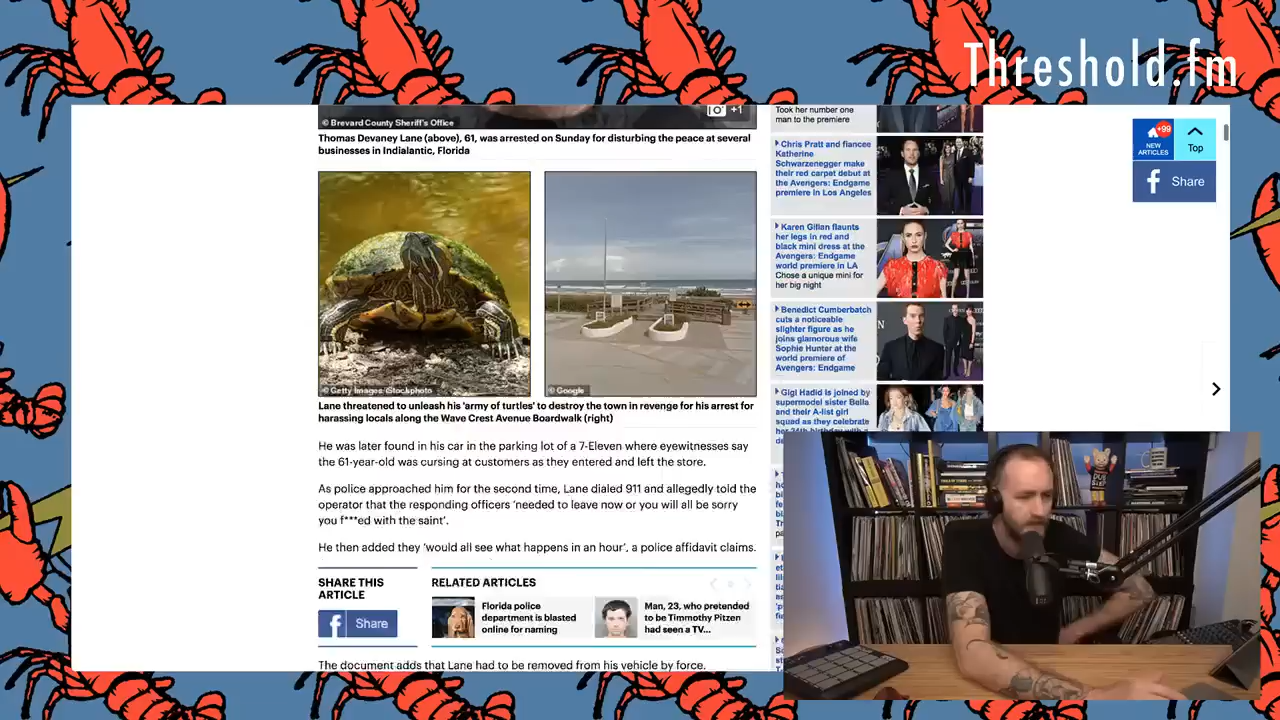 Threshold.fm
© Brevard County Sheriff's Office
+1
Thomas Devaney Lane (above), 61, was arrested on Sunday for disturbing the peace at several
businesses in Indialantic, Florida
© Getty Images/iStockphoto
© Google
Lane threatened to unleash his 'army of turtles' to destroy the town in revenge for his arrest for
harassing locals along the Wave Crest Avenue Boardwalk (right)
He was later found in his car in the parking lot of a 7-Eleven where eyewitnesses say
the 61-year-old was cursing at customers as they entered and left the store.
As police approached him for the second time, Lane dialed 911 and allegedly told the
operator that the responding officers 'needed to leave now or you will all be sorry
you f***ed with the saint'.
He then added they 'would all see what happens in an hour', a police affidavit claims.
SHARE THIS
ARTICLE
Share
RELATED ARTICLES
Florida police
department is blasted
online for naming
Man, 23, who pretended
to be Timmothy Pitzen
had seen a TV...
The document adds that Lane had to be removed from his vehicle by force.
Took her number one
man to the premiere
Chris Pratt and fiancee
Katherine
Schwarzenegger make
their red carpet debut at
the Avengers: Endgame
premiere in Los Angeles
Karen Gillan flaunts
her legs in red and
black mini dress at the
Avengers: Endgame
world premiere in LA
Chose a unique mini for
her big night
Benedict Cumberbatch
cuts a noticeable
slighter figure as he
joins glamorous wife
Sophie Hunter at the
world premiere of
Avengers: Endgame
Gigi Hadid is joined by
supermodel sister Bella
and their A-list girl
squad as they celebrate
her 24th birthday with a
+99
NEW
ARTICLES
Top
Share